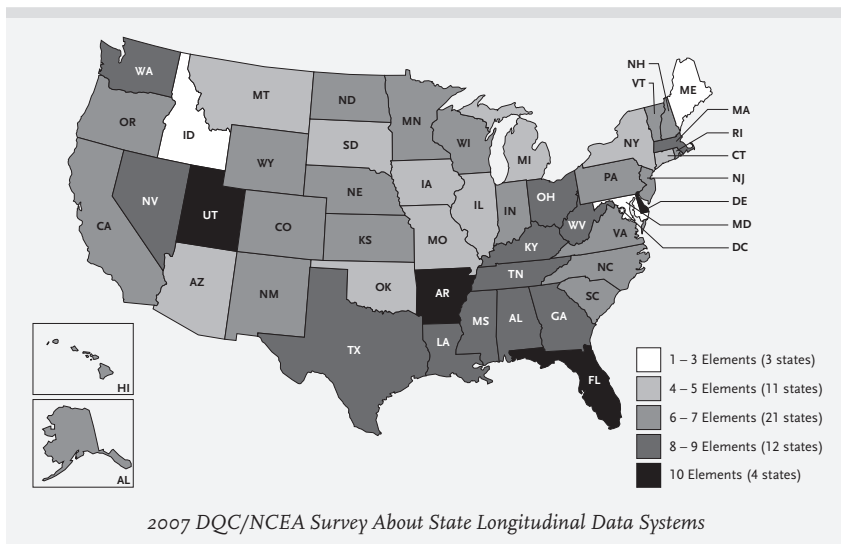 WA
MT
ND
MN
OR
ID
SD
WI
MI
NY
NH
VT
ME
MA
RI
CT
NJ
DE
MD
DC
WY
NE
IA
IL
IN
OH
PA
NV
UT
CO
KS
MO
KY
WV
VA
CA
AZ
NM
OK
AR
TN
NC
SC
TX
LA
MS
AL
GA
FL
HI
AL
1 – 3 Elements (3 states)
4 – 5 Elements (11 states)
6 – 7 Elements (21 states)
8 – 9 Elements (12 states)
10 Elements (4 states)
2007 DQC/NCEA Survey About State Longitudinal Data Systems